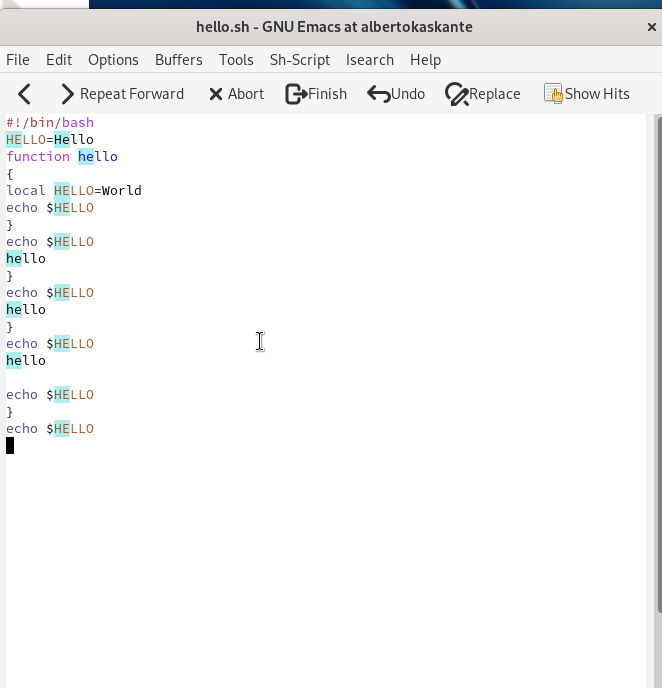 hello.sh - GNU Emacs at albertokaskante
File Edit Options Buffers Tools Sh-Script Isearch Help
Repeat Forward Abort Finish Undo Replace Show Hits
#!/bin/bash
HELLO=Hello
function hello
{
local HELLO=World
echo $HELLO
}
echo $HELLO
hello
}
echo $HELLO
hello
}
echo $HELLO
hello
echo $HELLO
}
echo $HELLO